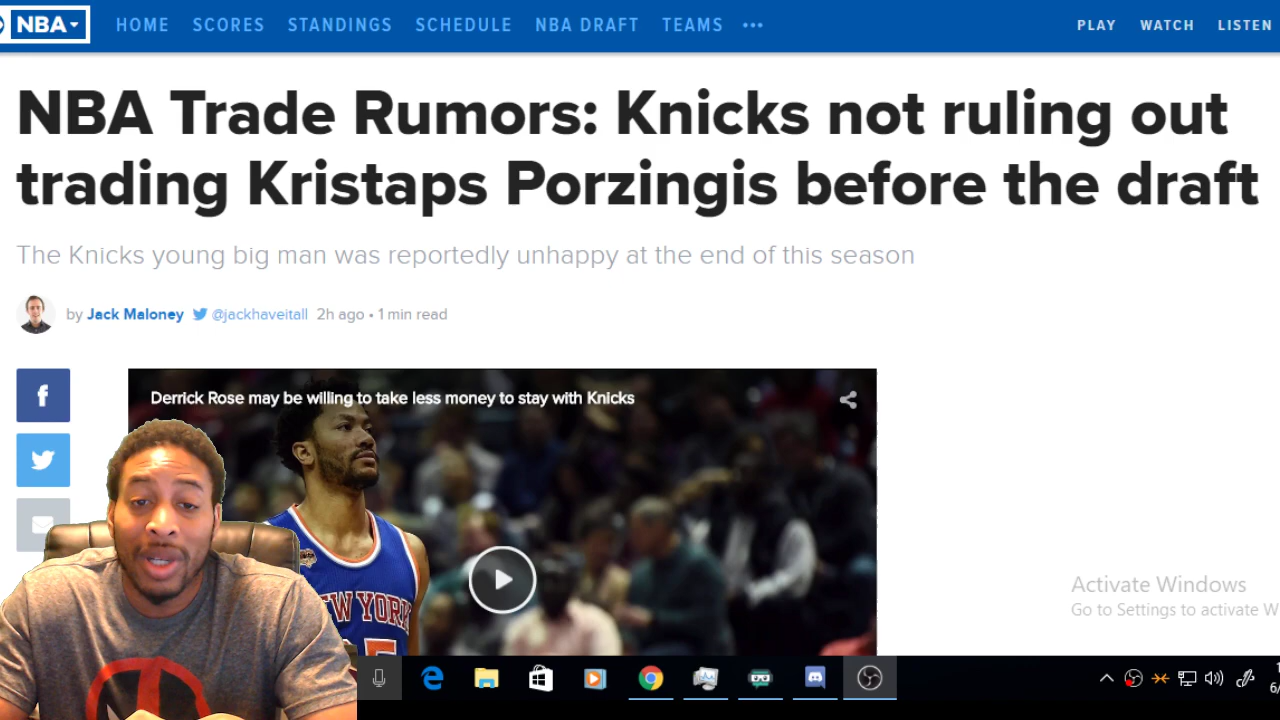 NBA HOME SCORES STANDINGS SCHEDULE NBA DRAFT TEAMS ••• PLAY WATCH LISTEN
NBA Trade Rumors: Knicks not ruling out
trading Kristaps Porzingis before the draft
The Knicks young big man was reportedly unhappy at the end of this season
by Jack Maloney @jackhaveitall 2h ago • 1 min read
f
Derrick Rose may be willing to take less money to stay with Knicks
W YORK
Activate Windows
Go to Settings to activate W
6/